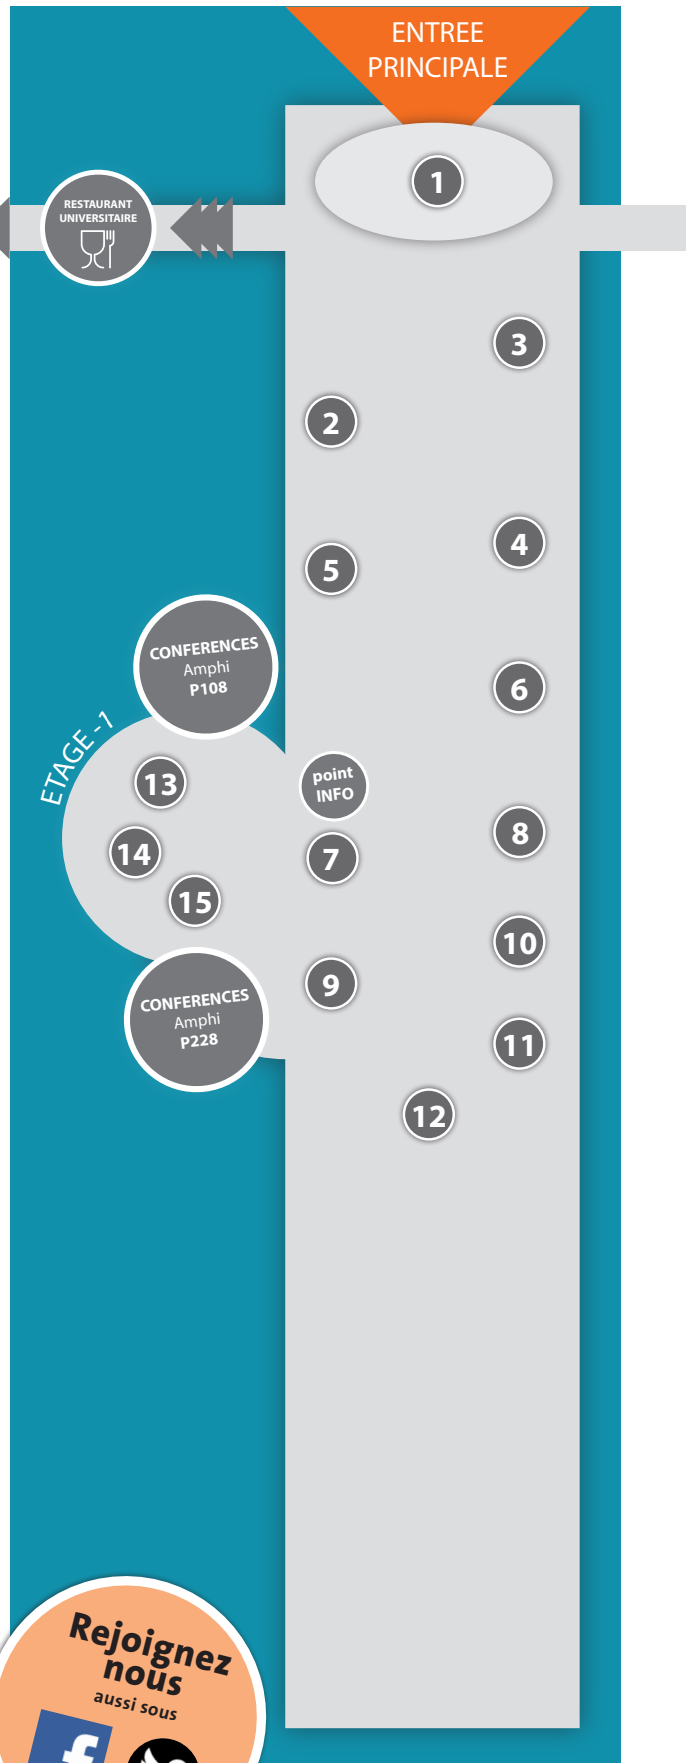 ENTREE
PRINCIPALE
1
RESTAURANT
UNIVERSITAIRE
3
2
4
5
CONFERENCES
Amphi
P108
6
ETAGE -1
13
point
INFO
8
14
7
15
10
9
CONFERENCES
Amphi
P228
11
12
Rejoignez
nous
aussi sous
f